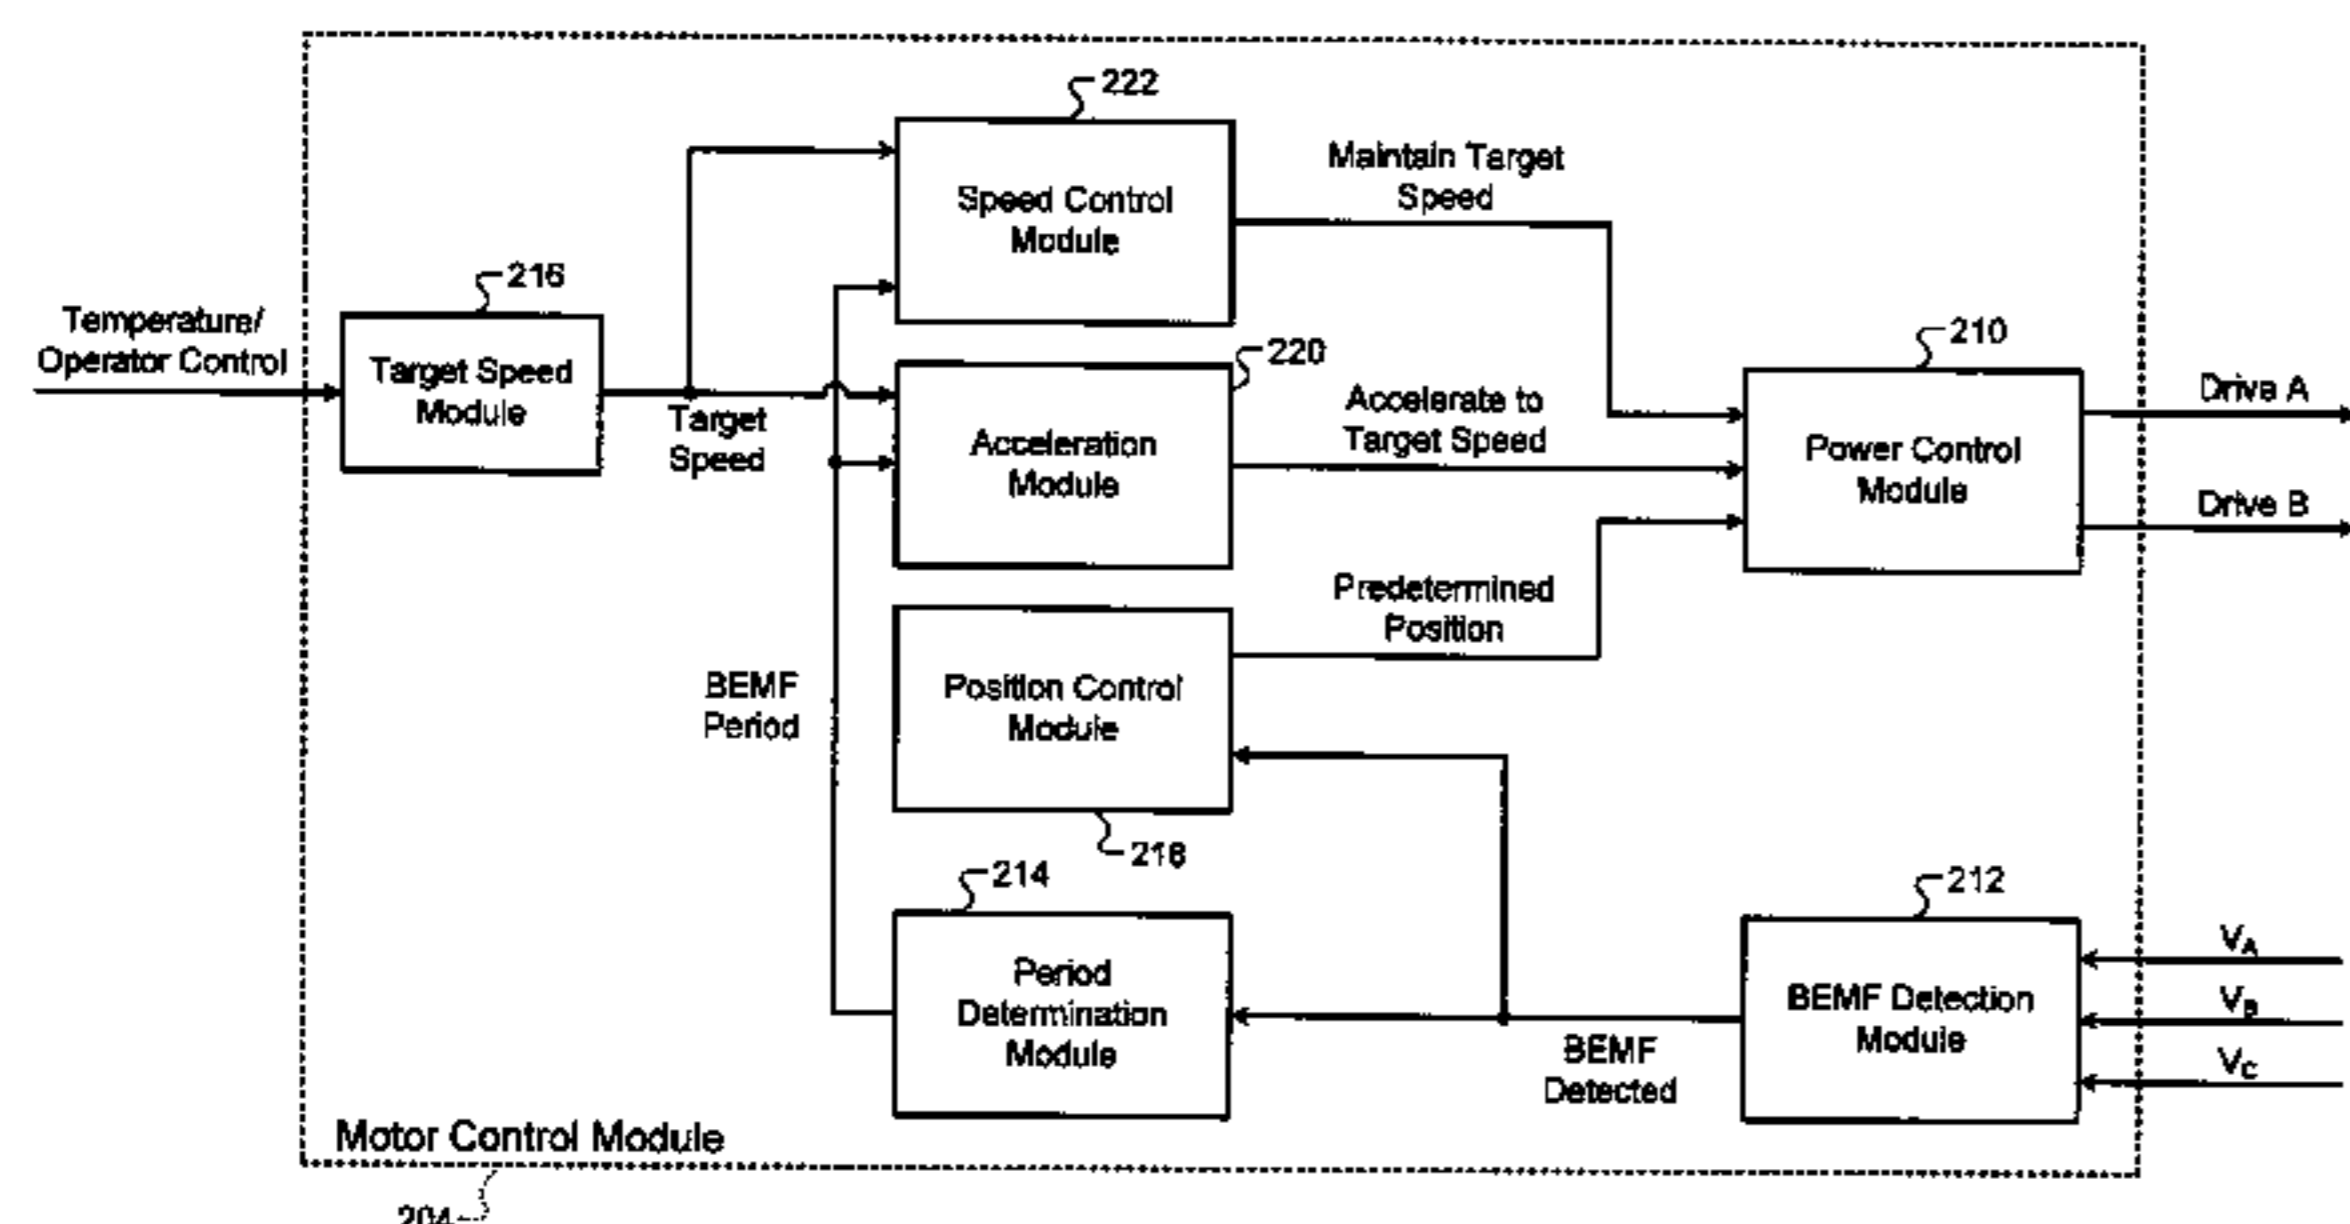 222
Maintain Target
Speed
Speed Control
Module
216
Temperature/
Operator Control
Target Speed
Module
Target
Speed
220
Accelerate to
Target Speed
Acceleration
Module
210
Power Control
Module
Drive A
Drive B
Predetermined
Position
BEMF
Period
Position Control
Module
218
214
212
Period
Determination
Module
BEMF Detection
Module
BEMF
Detected
VA
VB
VC
Motor Control Module
204